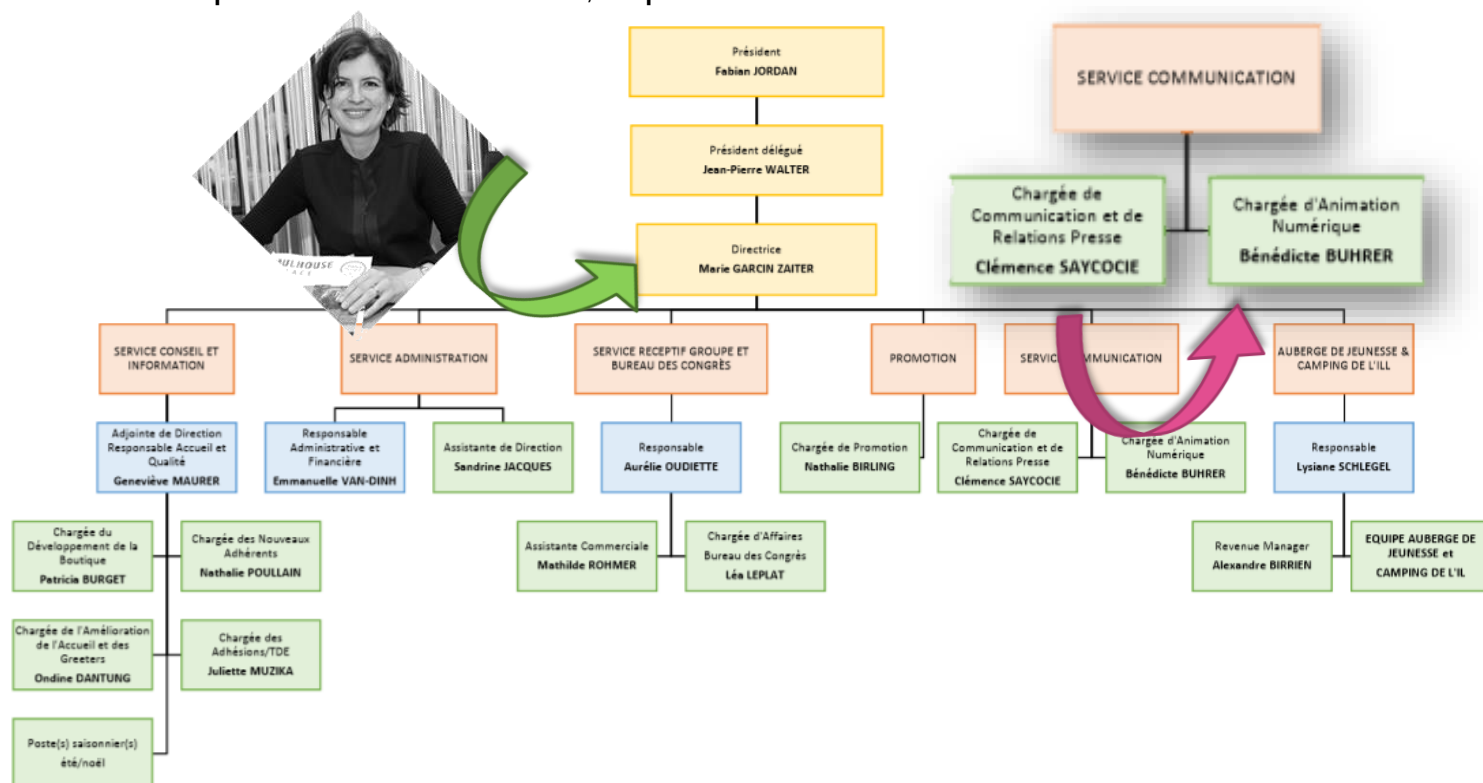 Président
Fabian JORDAN
Président délégué
Jean-Pierre WALTER
Directrice
Marie GARCIN ZAITER
SERVICE COMMUNICATION
Chargée de
Communication et de
Relations Presse
Clémence SAYCOCIE
Chargée d'Animation
Numérique
Bénédicte BUHRER
SERVICE CONSEIL ET
INFORMATION
SERVICE ADMINISTRATION
SERVICE RECEPTIF GROUPE ET
BUREAU DES CONGRÈS
PROMOTION
SERVICE
AUBERGE DE JEUNESSE &
CAMPING DE L'ILL
Adjointe de Direction
Responsable Accueil et
Qualité
Geneviève MAURER
Responsable
Administrative et
Financière
Emmanuelle VAN-DINH
Assistante de Direction
Sandrine JACQUES
Responsable
Aurélie OUDIETTE
Chargée de Promotion
Nathalie BIRLING
Chargée de
Communication et de
Relations Presse
Clémence SAYCOCIE
Chargée d'Animation
Numérique
Bénédicte BUHRER
Responsable
Lysiane SCHLEGEL
Chargée du
Développement de la
Boutique
Patricia BURGET
Chargée des Nouveaux
Adhérents
Nathalie POULLAIN
Assistante Commerciale
Mathilde ROHMER
Chargée d'Affaires
Bureau des Congrès
Léa LEPLAT
Revenue Manager
Alexandre BIRRIEN
EQUIPE AUBERGE DE
JEUNESSE et
CAMPING DE L'IL
Chargée de l'Amélioration
de l'Accueil et des
Greeters
Ondine DANTUNG
Chargée des
Adhésions/TDE
Juliette MUZIKA
Poste(s) saisonnier(s)
été/noël